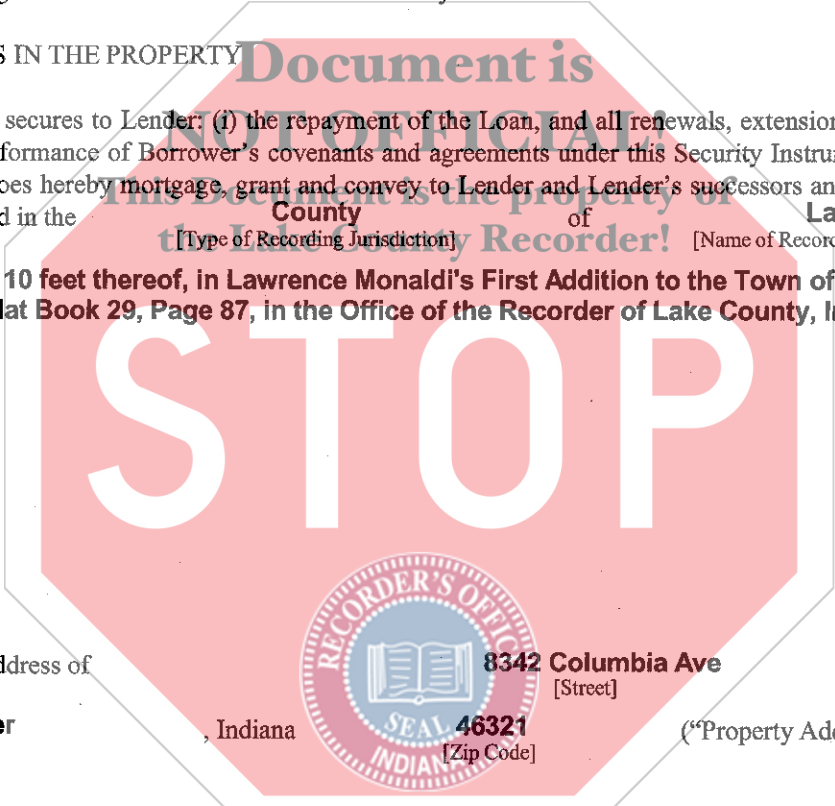 S IN THE PROPERTY
Document is
secures to Lender: (i) the repayment of the Loan, and all renewals, extension
NOT OFFICIAL!
formance of Borrower's covenants and agreements under this Security Instru
oes hereby mortgage, grant and convey to Lender and Lender's successors an
This Document is the property of
d in the County of La
the Lake County Recorder!
[Type of Recording Jurisdiction] [Name of Record
10 feet thereof, in Lawrence Monaldi's First Addition to the Town of
lat Book 29, Page 87, in the Office of the Recorder of Lake County, I
STOP
RECORDER'S OFFICE
SEAL
INDIANA
ddress of 8342 Columbia Ave
[Street]
er , Indiana 46321 ("Property Add
[Zip Code]